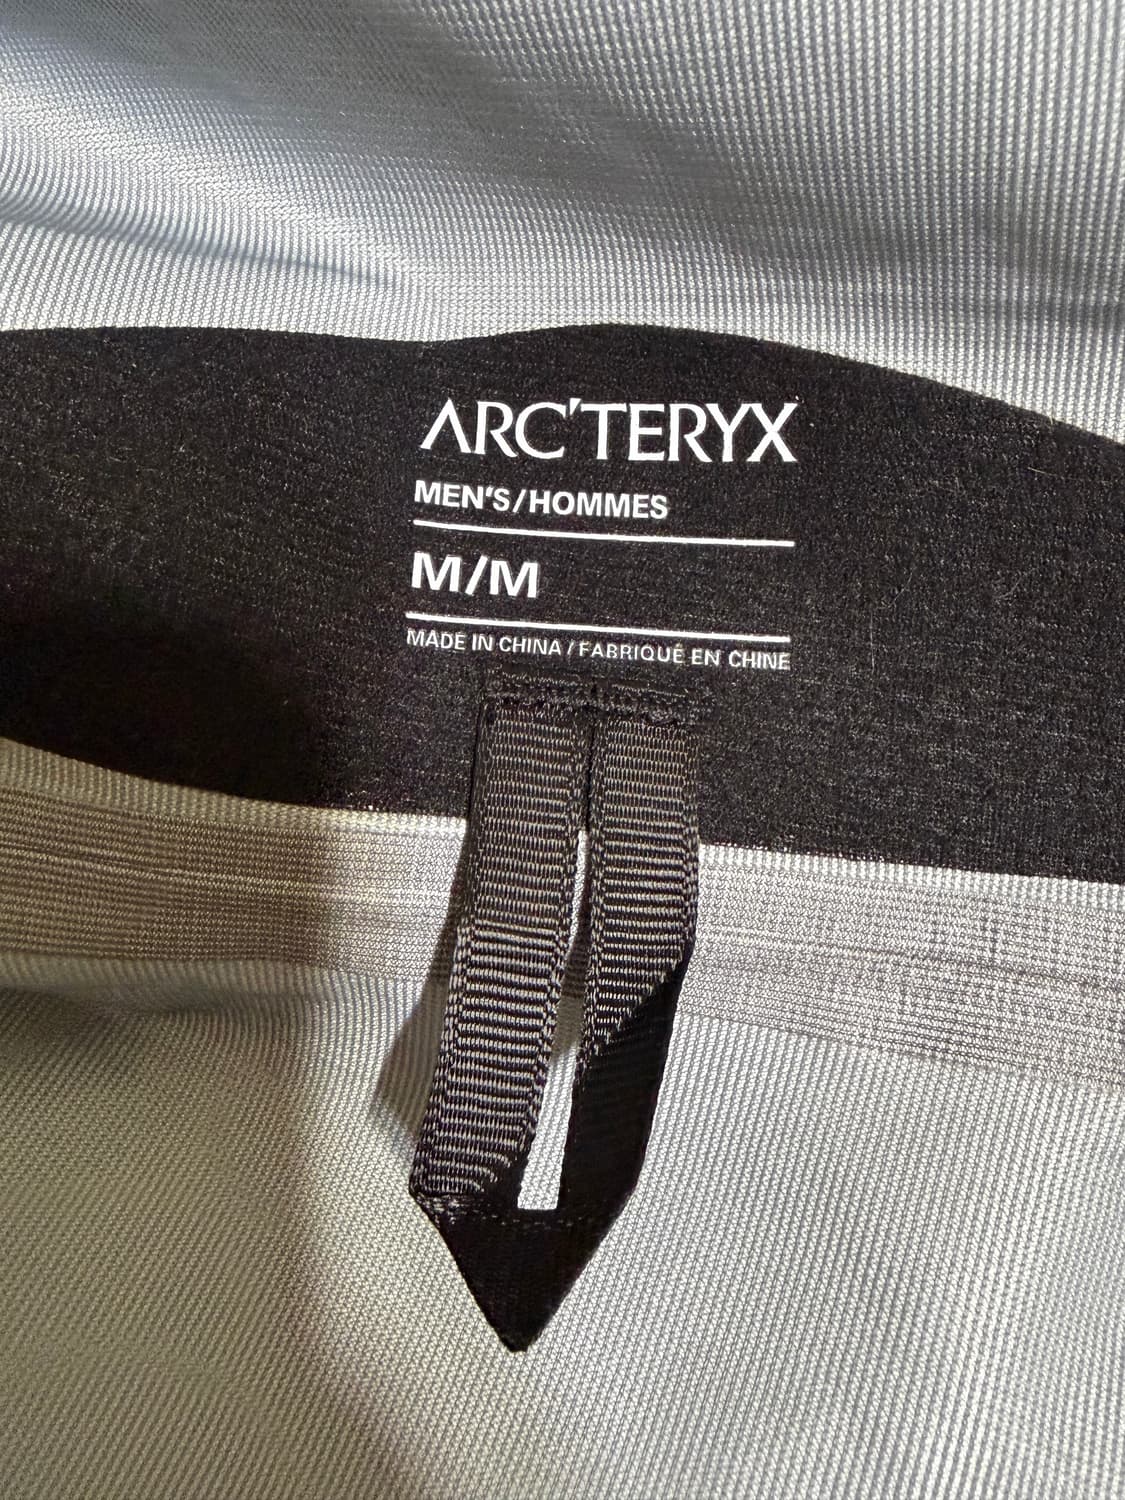 ARC'TERYX
MEN'S/HOMMES
M/M
MADE IN CHINA / FABRIQUÉ EN CHINE